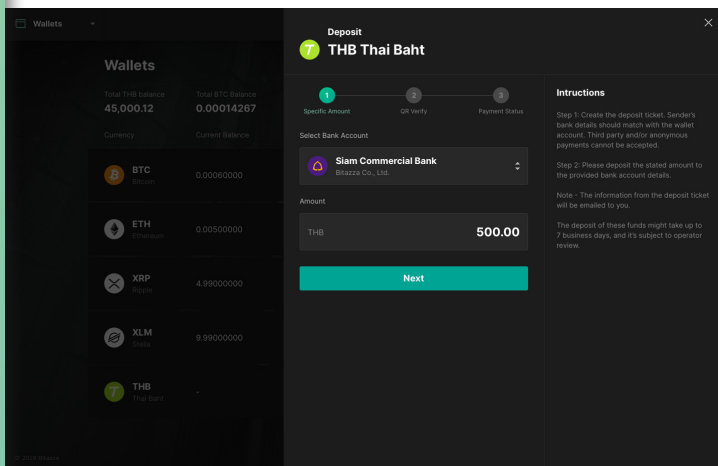 Wallets
Wallets
Total THB balance Total BTC Balance
45,000.12 0.00014267
Currency Current Balance
BTC
Bitcoin
0.00060000
ETH
Ethereum
0.00500000
XRP
Ripple
4.99000000
XLM
Stella
9.99000000
THB
Thai Baht
-
Deposit
THB Thai Baht
1 2 3
Specific Amount QR Verify Payment Status
Select Bank Account
Siam Commercial Bank
Bitazza Co., Ltd.
Amount
THB 500.00
Next
Intructions
Step 1: Create the deposit ticket. Sender's
bank details should match with the wallet
account. Third party and/or anonymous
payments cannot be accepted.
Step 2: Please deposit the stated amount to
the provided bank account details.
Note - The information from the deposit ticket
will be emailed to you.
The deposit of these funds might take up to
7 business days, and it's subject to operator
review.